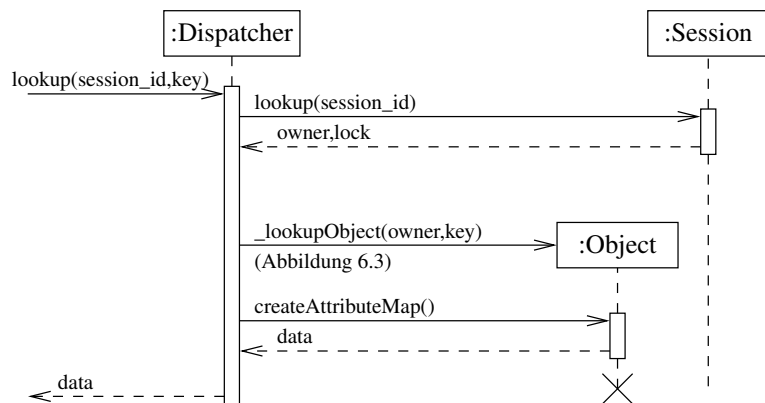 :Dispatcher
:Session
lookup(session_id,key)
lookup(session_id)
owner,lock
_lookupObject(owner,key)
:Object
(Abbildung 6.3)
createAttributeMap()
data
data